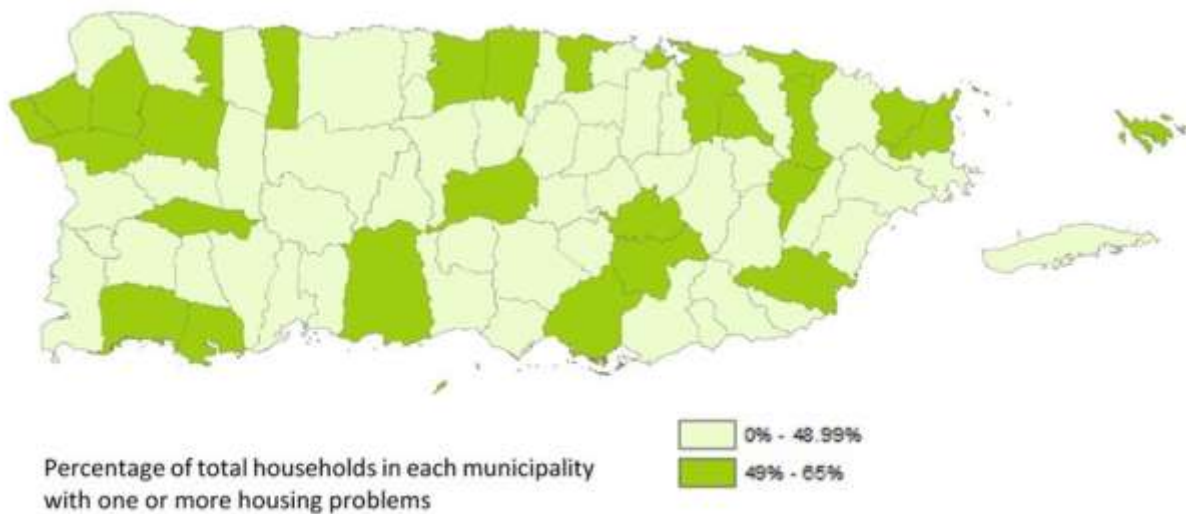 0% - 48.99%
49% - 65%
Percentage of total households in each municipality
with one or more housing problems